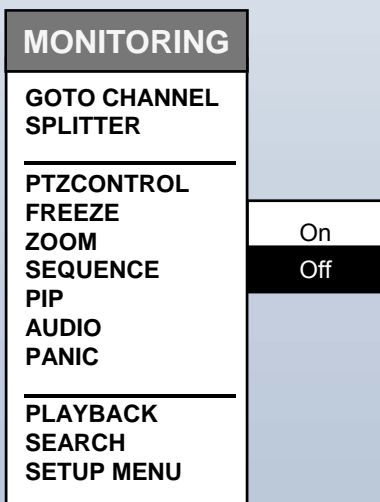 MONITORING
GOTO CHANNEL
SPLITTER
PTZCONTROL
FREEZE
ZOOM
SEQUENCE
PIP
AUDIO
PANIC
PLAYBACK
SEARCH
SETUP MENU
On
Off